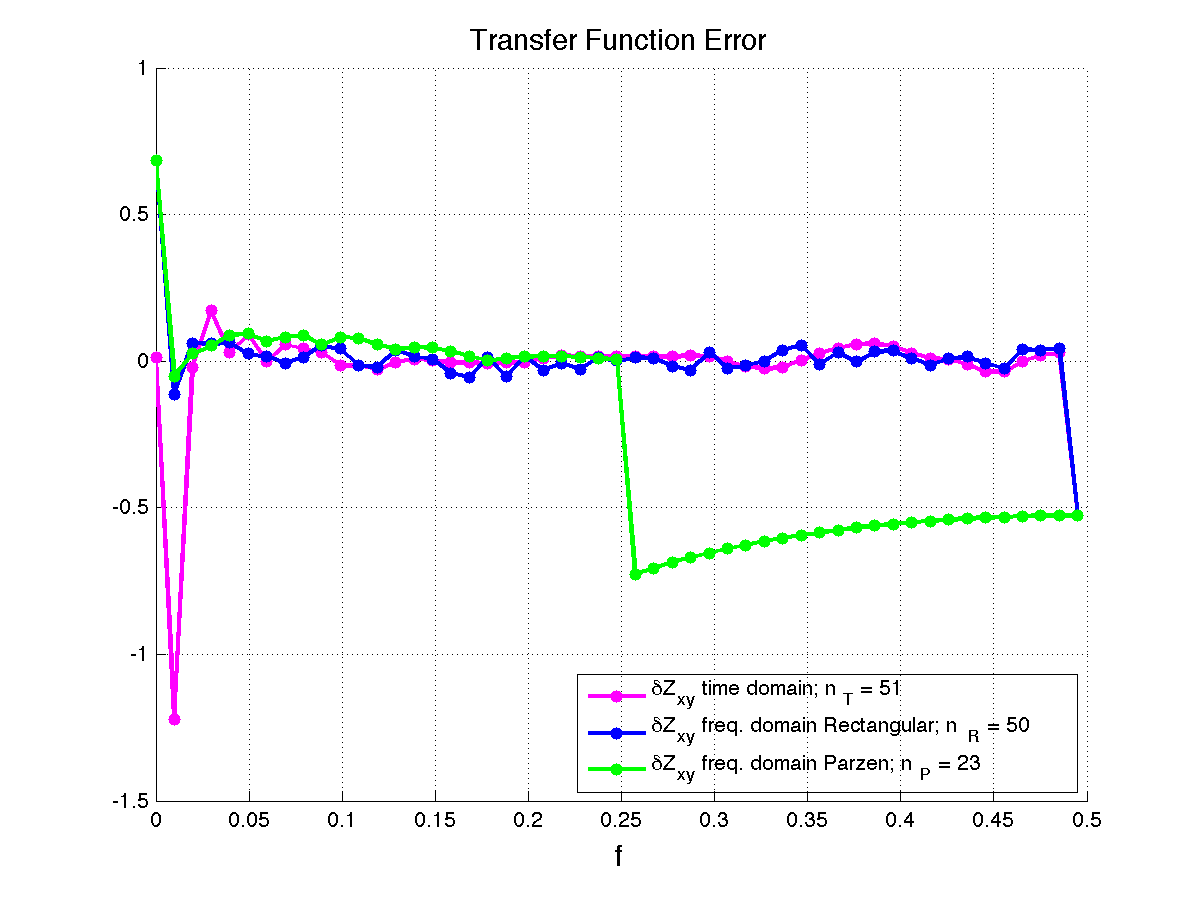 Transfer Function Error
1
0.5
0
-0.5
-1
-1.5
δZxy time domain; n T = 51
δZxy freq. domain Rectangular; n R = 50
δZxy freq. domain Parzen; n P = 23
0 0.05 0.1 0.15 0.2 0.25 0.3 0.35 0.4 0.45 0.5
f